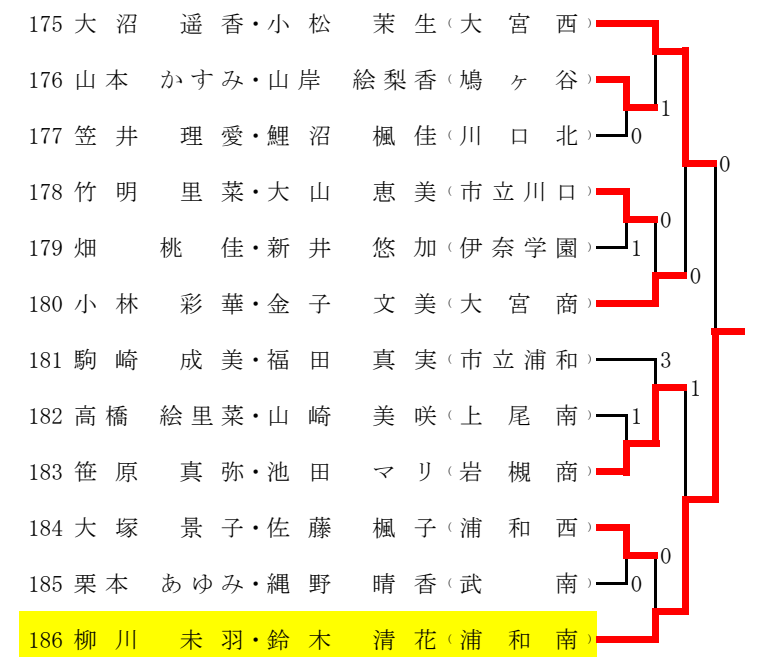 175 大沼 遥香・小松 茉生（大宮西）
176 山本 かすみ・山岸 絵梨香（鳩ヶ谷）
1
177 笠井 理愛・鯉沼 楓佳（川口北）0
0
178 竹明 里菜・大山 恵美（市立川口）
0
179 畑 桃佳・新井 悠加（伊奈学園）1
0
180 小林 彩華・金子 文美（大宮商）
181 駒崎 成美・福田 真実（市立浦和）3
1
182 高橋 絵里菜・山崎 美咲（上尾南）1
183 笹原 真弥・池田 マリ（岩槻商）
184 大塚 景子・佐藤 楓子（浦和西）
0
185 栗本 あゆみ・縄野 晴香（武南）0
186 柳川 未羽・鈴木 清花（浦和南）